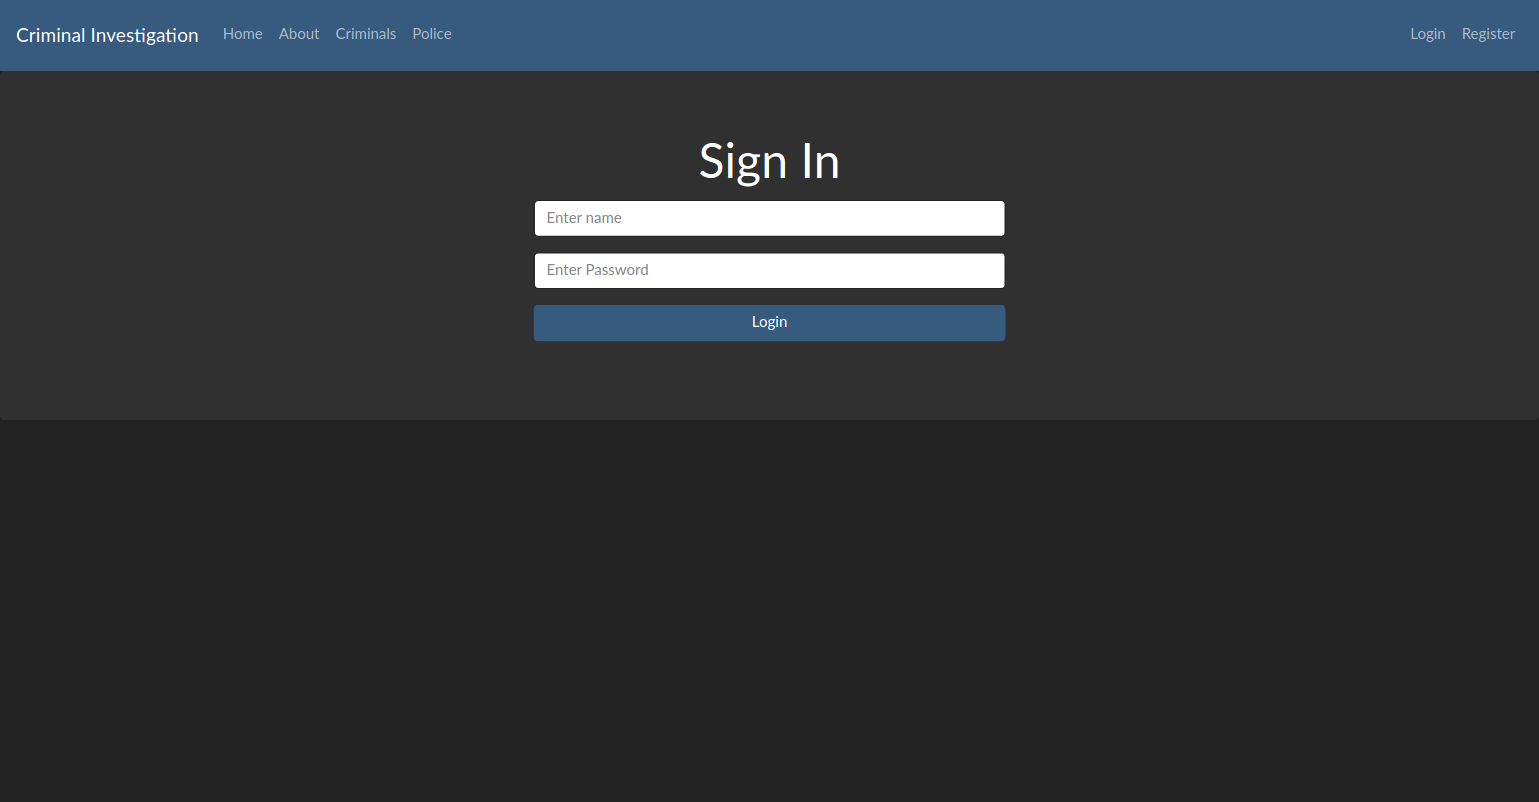 Criminal Investigation Home About Criminals Police Login Register
Sign In
Enter name
Enter Password
Login